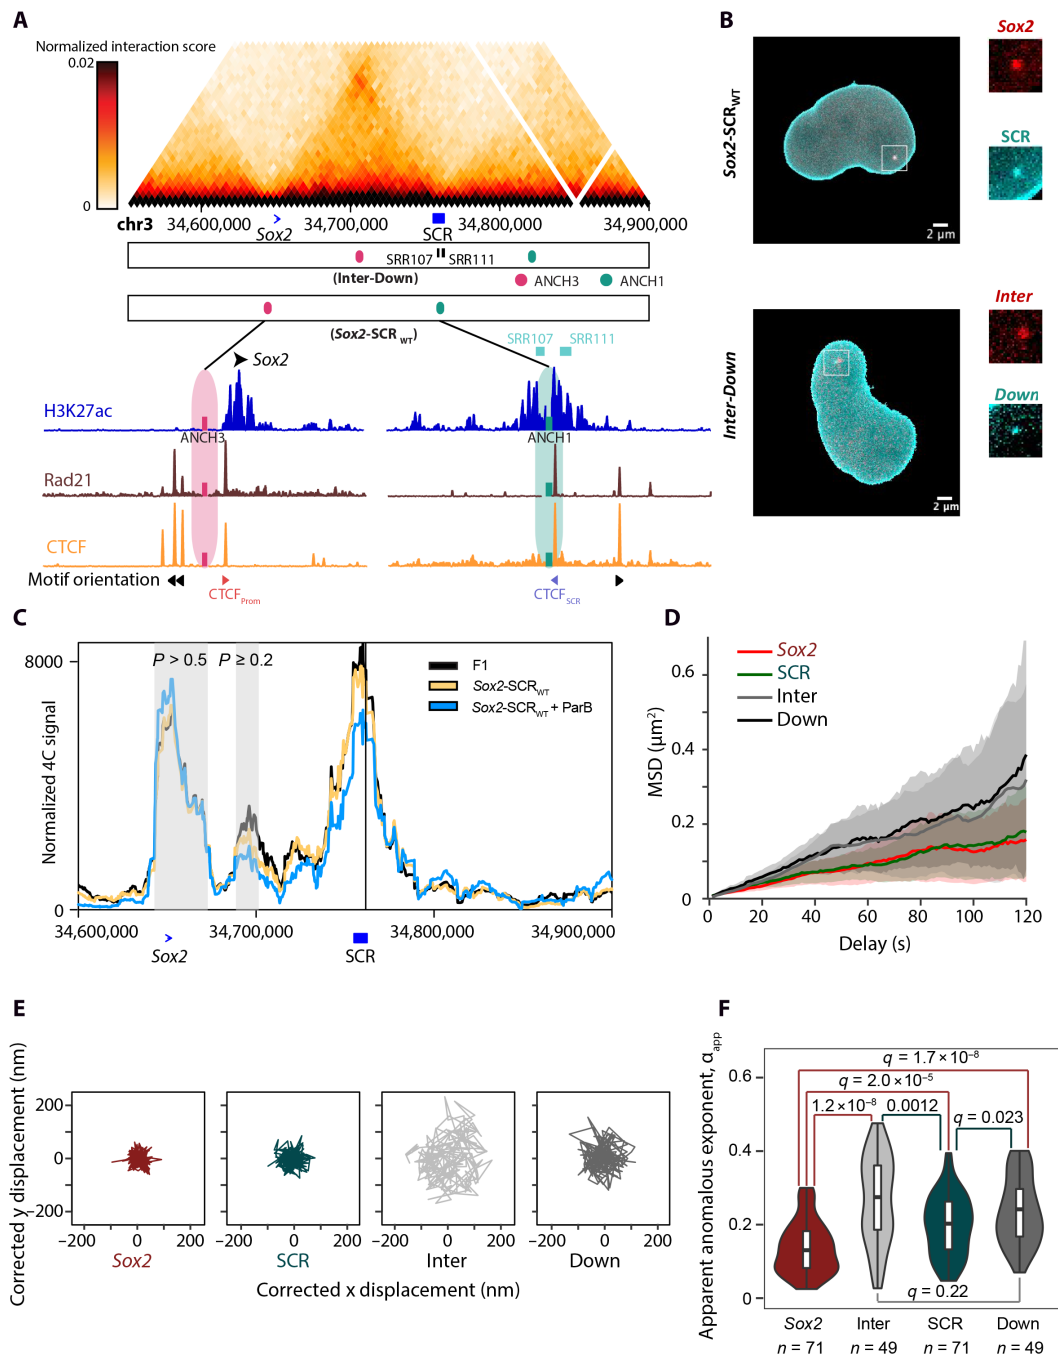 A
Normalized interaction score
0.02
0
chr3
34,600,000
34,700,000
34,800,000
34,900,000
Sox2
SCR
SRR107
SRR111
(Inter-Down)
ANCH3
ANCH1
(Sox2-SCR WT)
SRR107
SRR111
Sox2
H3K27ac
ANCH3
ANCH1
Rad21
CTCF
Motif orientation
CTCFProm
CTCFSCR
B
Sox2-SCRWT
2 μm
Sox2
SCR
Inter-Down
2 μm
Inter
Down
C
Normalized 4C signal
8000
0
P > 0.5
P ≥ 0.2
F1
Sox2-SCRWT
Sox2-SCRWT + ParB
34,600,000
34,700,000
34,800,000
34,900,000
Sox2
SCR
D
MSD (μm2)
0.6
0.4
0.2
0
Sox2
SCR
Inter
Down
0
20
40
60
80
100
120
Delay (s)
E
Corrected y displacement (nm)
200
0
−200
−200
0
200
−200
0
200
−200
0
200
−200
0
200
Sox2
SCR
Inter
Down
Corrected x displacement (nm)
F
Apparent anomalous exponent, αapp
0.6
0.4
0.2
0
q = 1.7 × 10−8
q = 2.0 × 10−5
1.2 × 10−8
0.0012
q = 0.023
q = 0.22
Sox2
Inter
SCR
Down
n = 71
n = 49
n = 71
n = 49